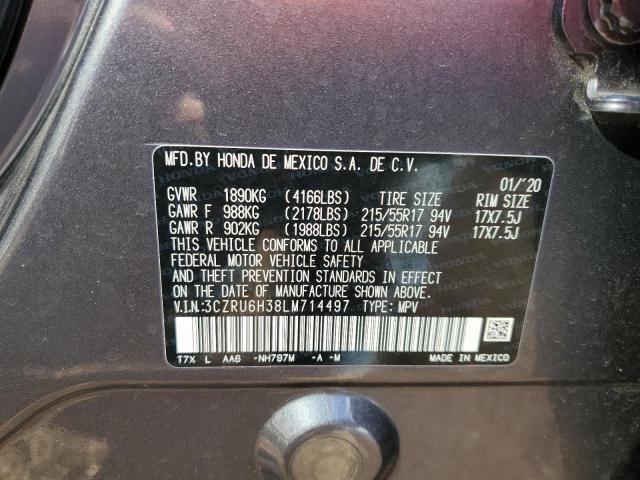 MFD.BY HONDA DE MEXICO S.A. DE C.V.
01/'20
GVWR 1890KG (4166LBS) TIRE SIZE RIM SIZE
GAWR F 988KG (2178LBS) 215/55R17 94V 17X7.5J
GAWR R 902KG (1988LBS) 215/55R17 94V 17X7.5J
THIS VEHICLE CONFORMS TO ALL APPLICABLE
FEDERAL MOTOR VEHICLE SAFETY
AND THEFT PREVENTION STANDARDS IN EFFECT
ON THE DATE OF MANUFACTURE SHOWN ABOVE.
V.I.N:3CZRU6H38LM714497 TYPE: MPV
T7X L AA6 -NH797M -A -M MADE IN MEXICO